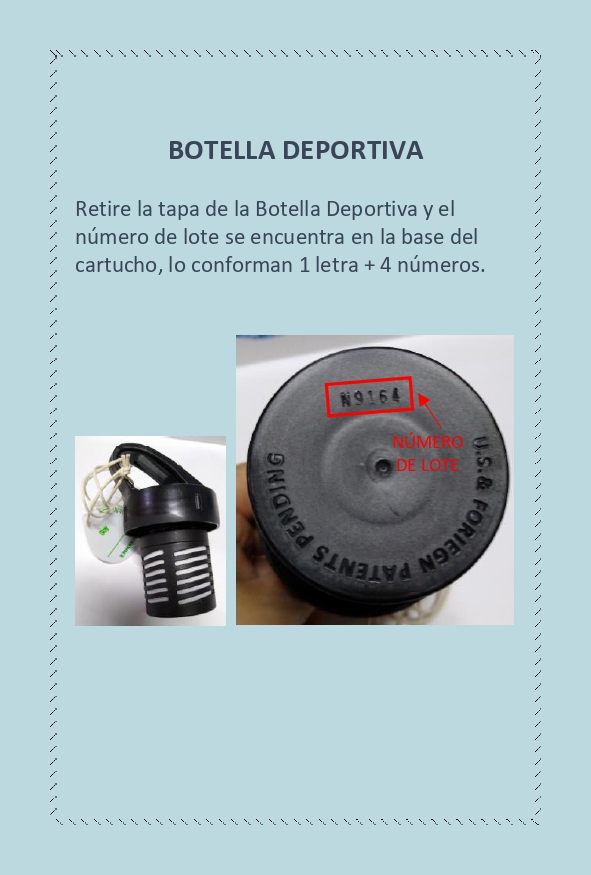 BOTELLA DEPORTIVA
Retire la tapa de la Botella Deportiva y el
número de lote se encuentra en la base del
cartucho, lo conforman 1 letra + 4 números.
N9164
NÚMERO
DE LOTE
U.S.& FORIEGN PATENTS PENDING